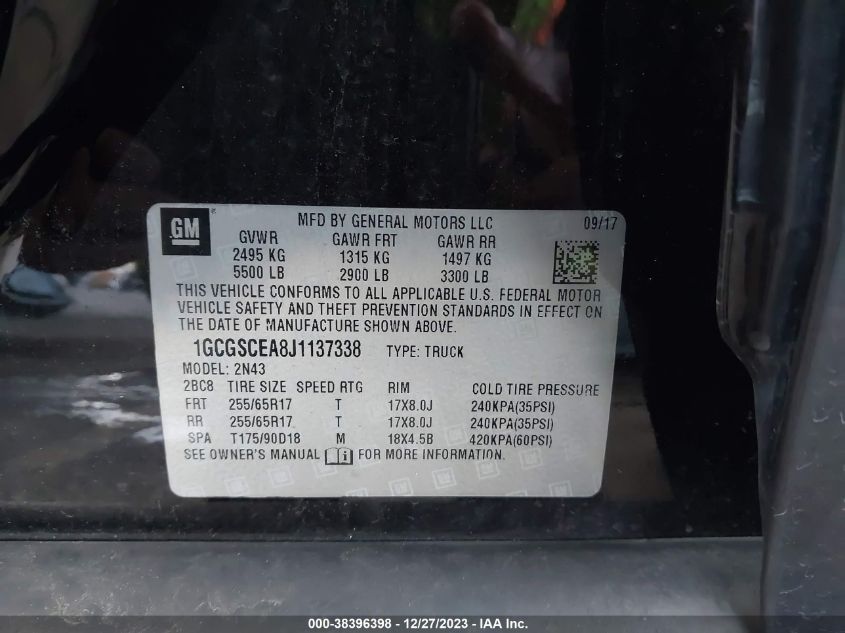 GM
MFD BY GENERAL MOTORS LLC 09/17
GVWR GAWR FRT GAWR RR
2495 KG 1315 KG 1497 KG
5500 LB 2900 LB 3300 LB
THIS VEHICLE CONFORMS TO ALL APPLICABLE U.S. FEDERAL MOTOR
VEHICLE SAFETY AND THEFT PREVENTION STANDARDS IN EFFECT ON
THE DATE OF MANUFACTURE SHOWN ABOVE.
1GCGSCEA8J1137338 TYPE: TRUCK
MODEL: 2N43
2BC8 TIRE SIZE SPEED RTG RIM COLD TIRE PRESSURE
FRT 255/65R17 T 17X8.0J 240KPA(35PSI)
RR 255/65R17 T 17X8.0J 240KPA(35PSI)
SPA T175/90D18 M 18X4.5B 420KPA(60PSI)
SEE OWNER'S MANUAL FOR MORE INFORMATION.
000-38396398 - 12/27/2023 - IAA Inc.